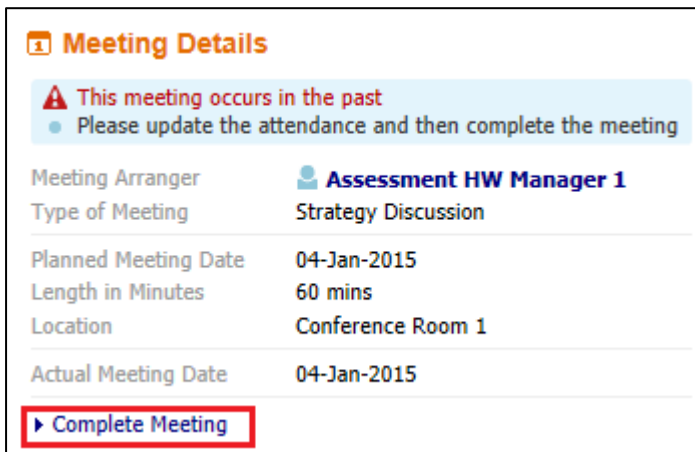 Meeting Details
This meeting occurs in the past
Please update the attendance and then complete the meeting
Meeting Arranger Assessment HW Manager 1
Type of Meeting Strategy Discussion
Planned Meeting Date 04-Jan-2015
Length in Minutes 60 mins
Location Conference Room 1
Actual Meeting Date 04-Jan-2015
Complete Meeting